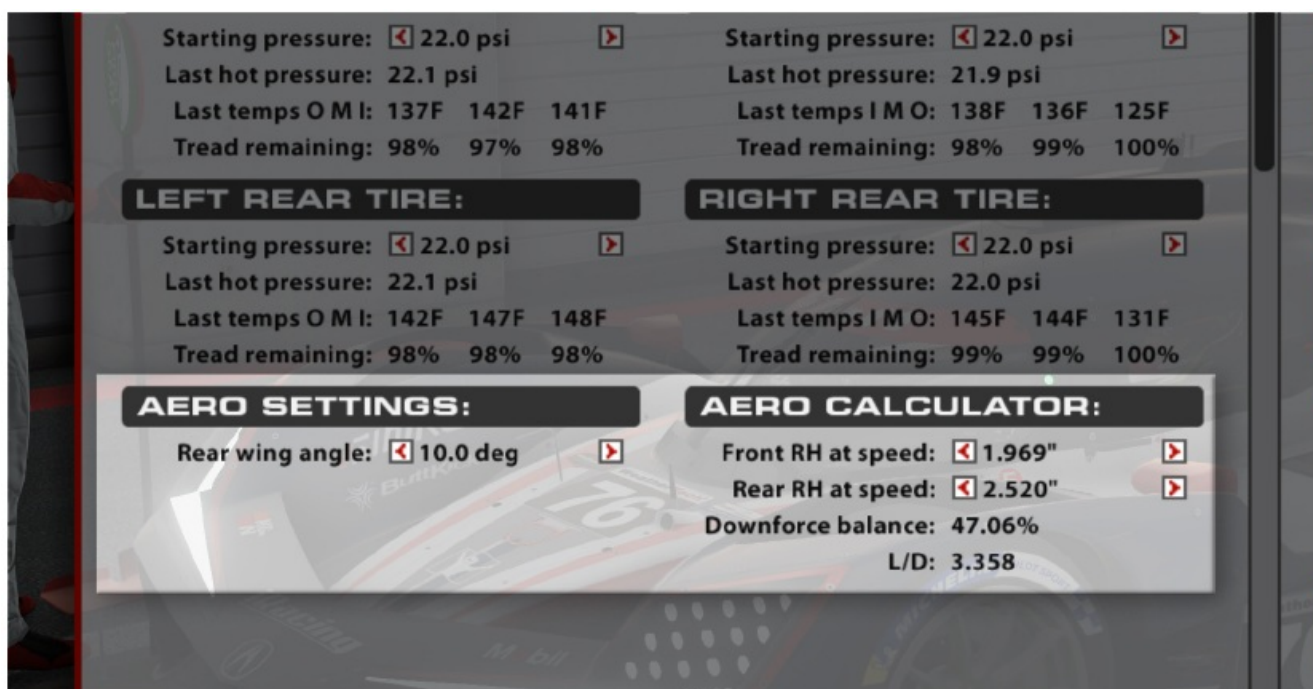 Starting pressure: 22.0 psi
Last hot pressure: 22.1 psi
Last temps O M I: 137F 142F 141F
Tread remaining: 98% 97% 98%
Starting pressure: 22.0 psi
Last hot pressure: 21.9 psi
Last temps I M O: 138F 136F 125F
Tread remaining: 98% 99% 100%
LEFT REAR TIRE:
Starting pressure: 22.0 psi
Last hot pressure: 22.1 psi
Last temps O M I: 142F 147F 148F
Tread remaining: 98% 98% 98%
RIGHT REAR TIRE:
Starting pressure: 22.0 psi
Last hot pressure: 22.0 psi
Last temps I M O: 145F 144F 131F
Tread remaining: 99% 99% 100%
AERO SETTINGS:
Rear wing angle: 10.0 deg
AERO CALCULATOR:
Front RH at speed: 1.969"
Rear RH at speed: 2.520"
Downforce balance: 47.06%
L/D: 3.358
76